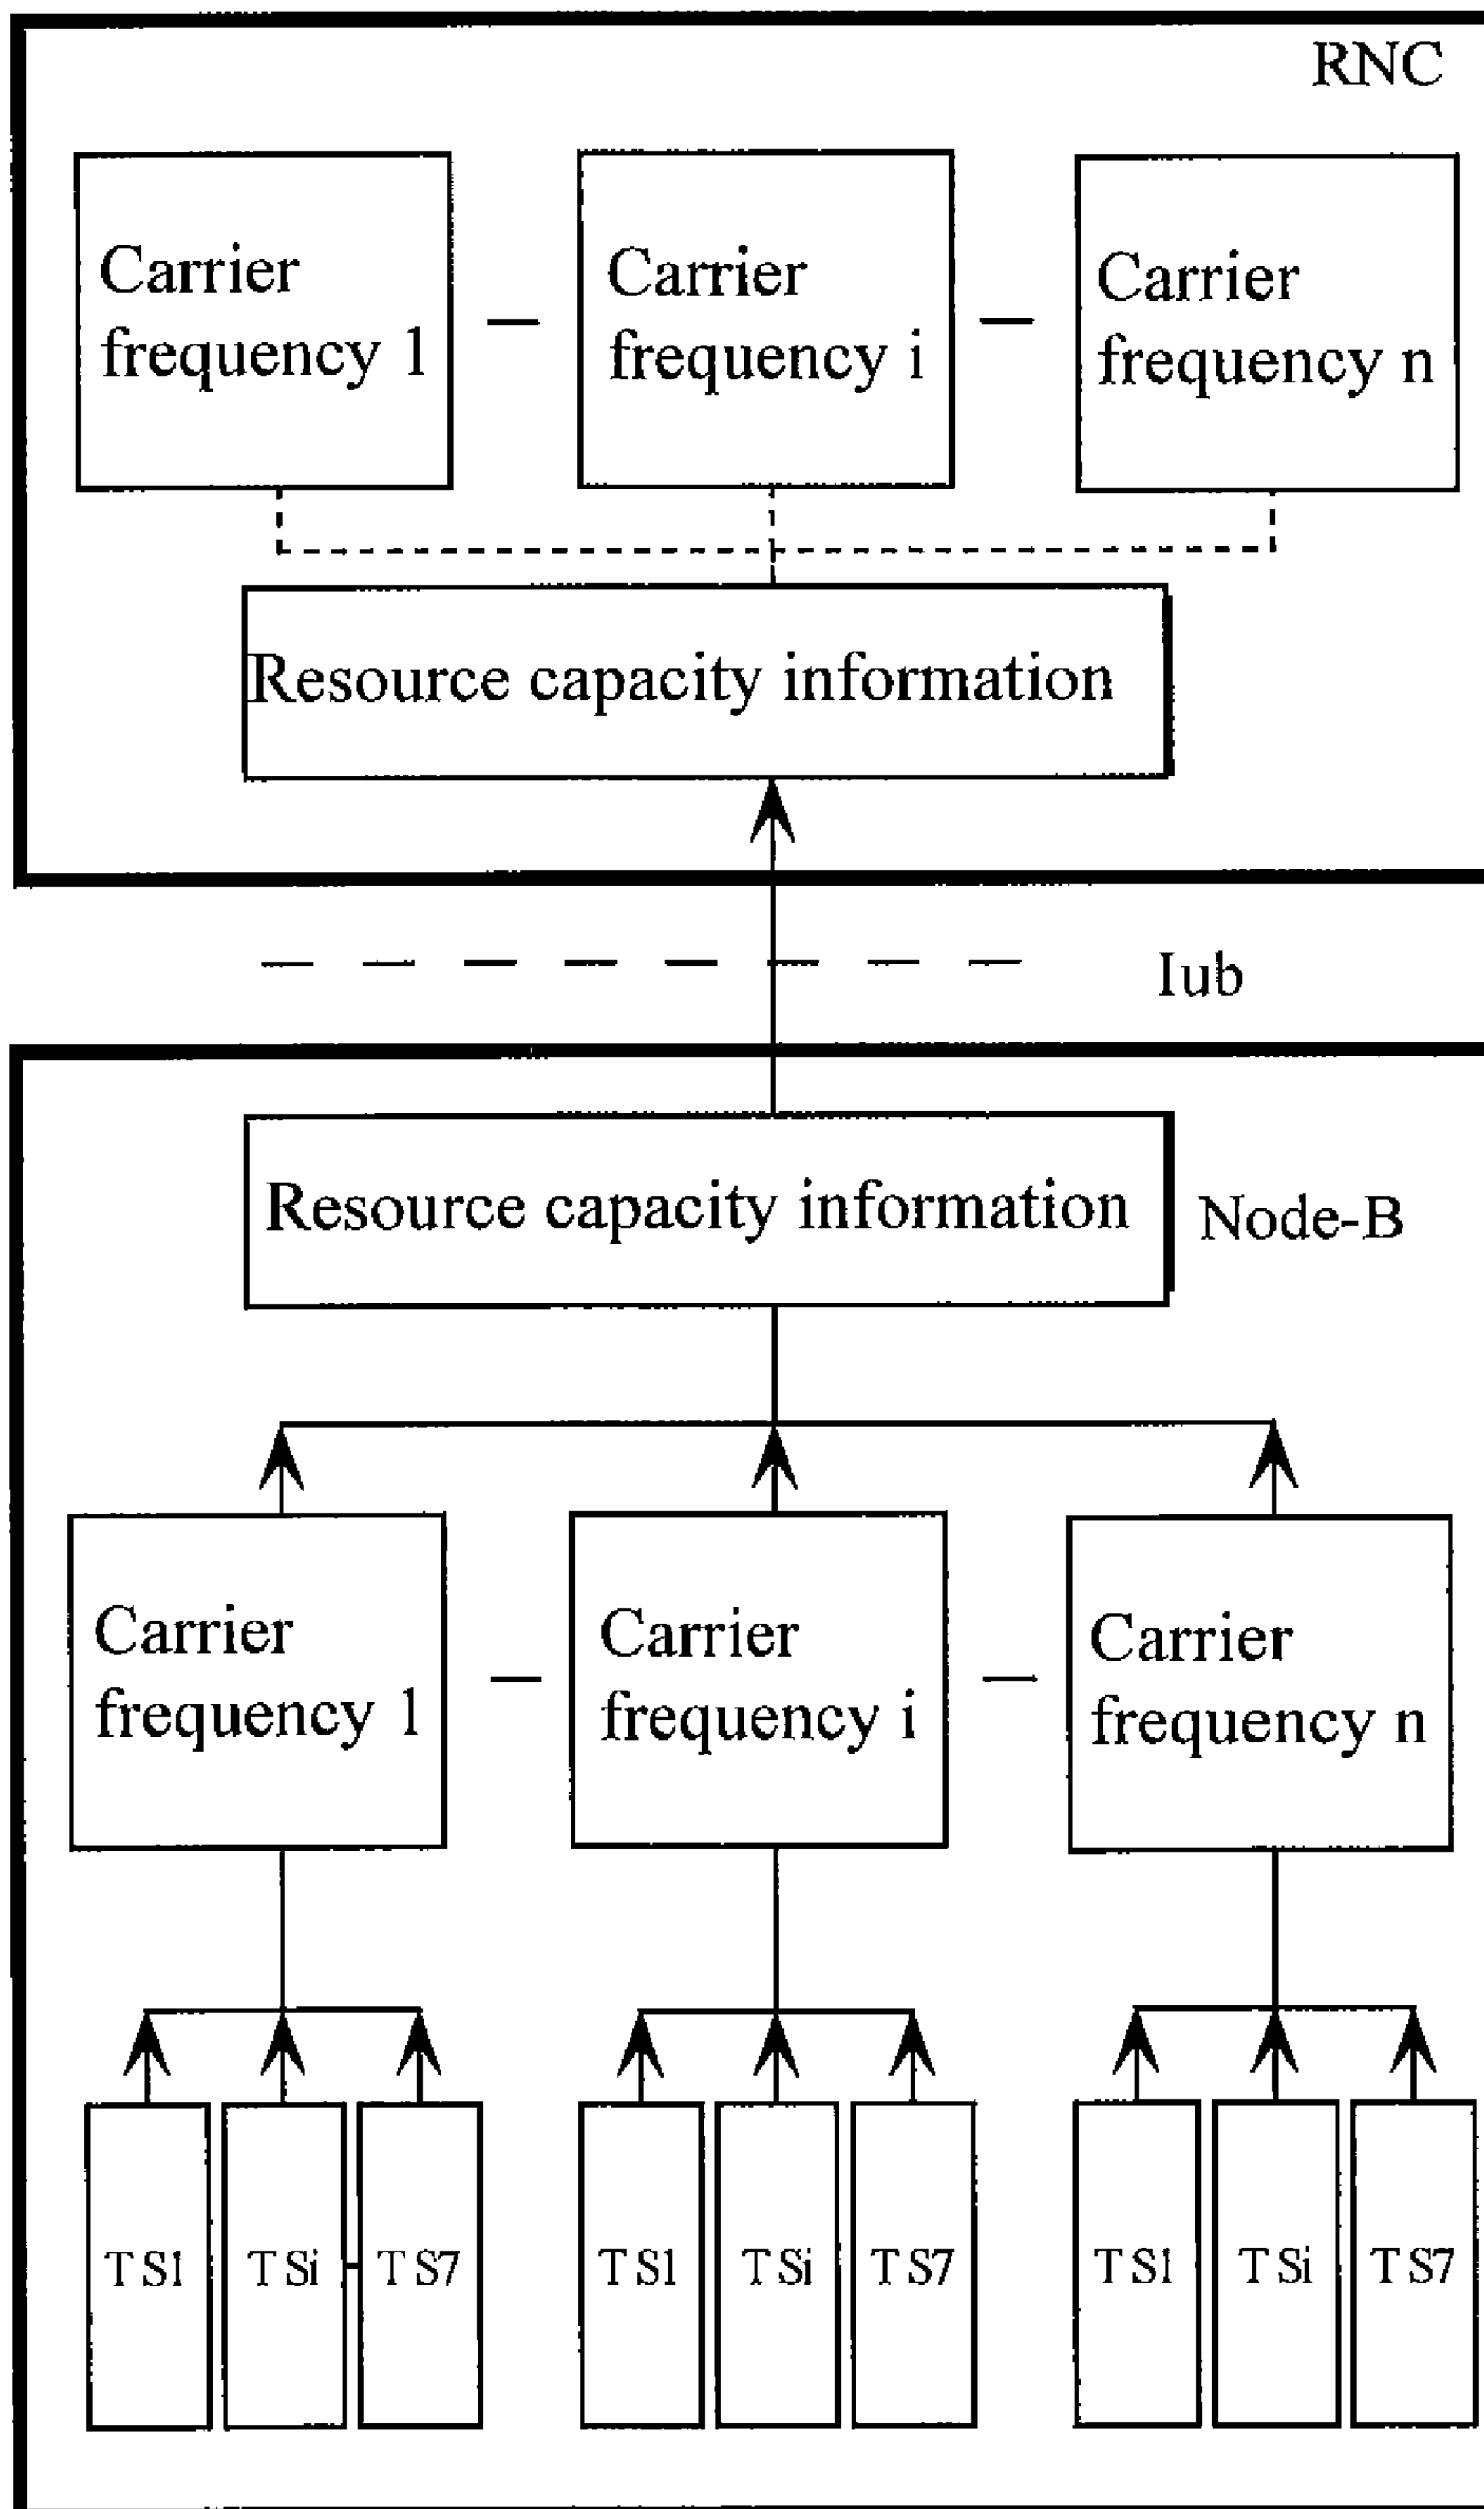 RNC
Carrier
frequency 1
Carrier
frequency i
Carrier
frequency n
Resource capacity information
Iub
Resource capacity information
Node-B
Carrier
frequency 1
Carrier
frequency i
Carrier
frequency n
TS1
TSi
TS7
TS1
TSi
TS7
TS1
TSi
TS7